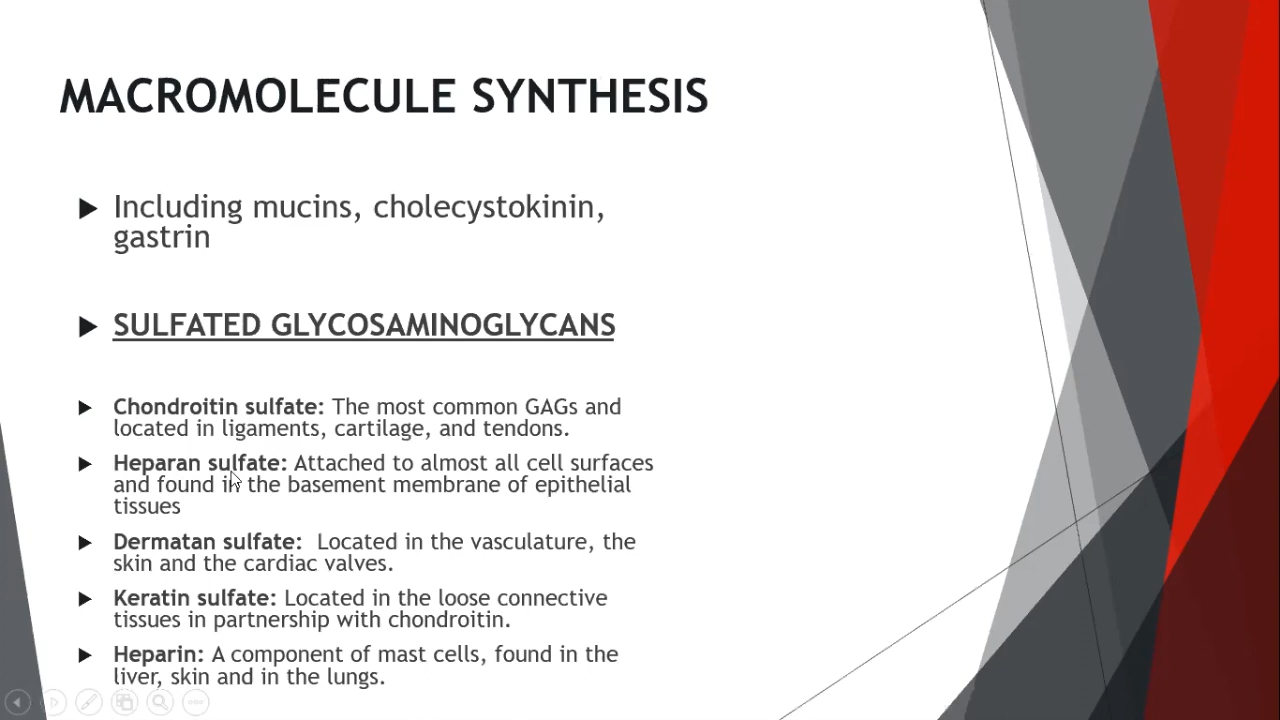 MACROMOLECULE SYNTHESIS
Including mucins, cholecystokinin,
gastrin
SULFATED GLYCOSAMINOGLYCANS
Chondroitin sulfate: The most common GAGs and
located in ligaments, cartilage, and tendons.
Heparan sulfate: Attached to almost all cell surfaces
and found in the basement membrane of epithelial
tissues
Dermatan sulfate: Located in the vasculature, the
skin and the cardiac valves.
Keratin sulfate: Located in the loose connective
tissues in partnership with chondroitin.
Heparin: A component of mast cells, found in the
liver, skin and in the lungs.